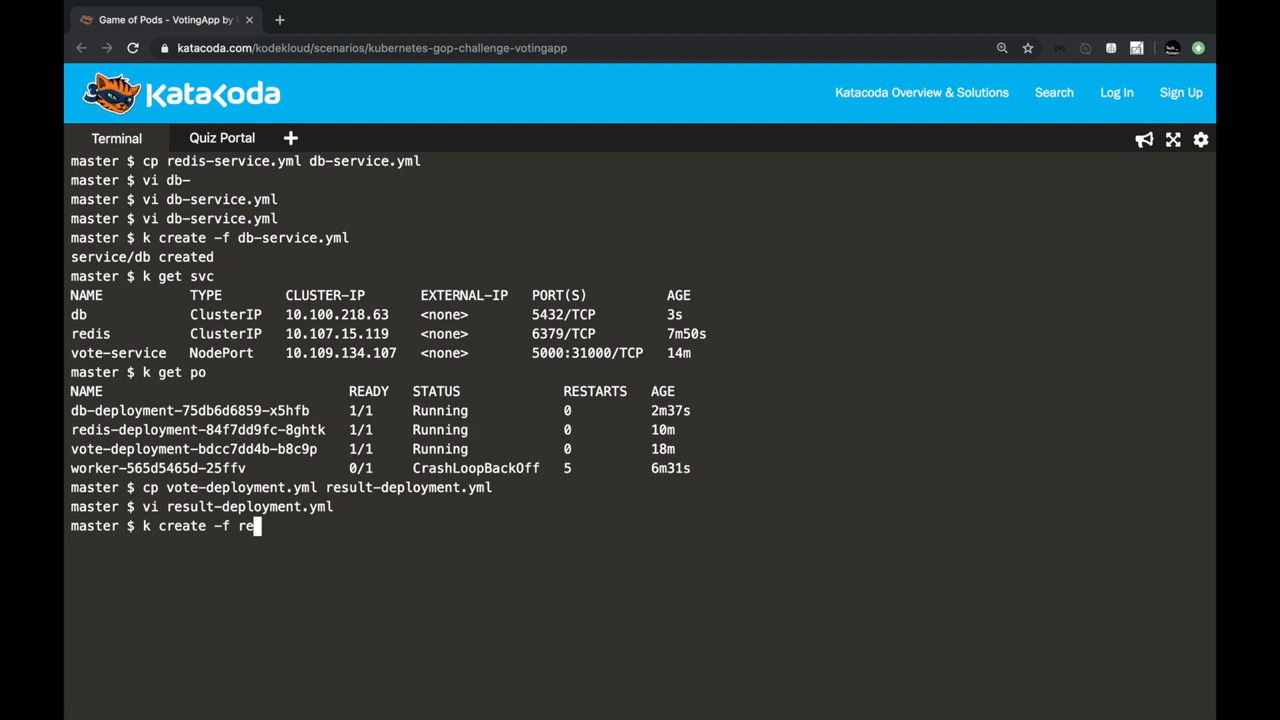 Game of Pods - VotingApp by
katacoda.com/kodekloud/scenarios/kubernetes-gop-challenge-votingapp
Katacoda
Katacoda Overview & Solutions Search Log In Sign Up
Terminal Quiz Portal
master $ cp redis-service.yml db-service.yml
master $ vi db-
master $ vi db-service.yml
master $ vi db-service.yml
master $ k create -f db-service.yml
service/db created
master $ k get svc
NAME TYPE CLUSTER-IP EXTERNAL-IP PORT(S) AGE
db ClusterIP 10.100.218.63 <none> 5432/TCP 3s
redis ClusterIP 10.107.15.119 <none> 6379/TCP 7m50s
vote-service NodePort 10.109.134.107 <none> 5000:31000/TCP 14m
master $ k get po
NAME READY STATUS RESTARTS AGE
db-deployment-75db6d6859-x5hfb 1/1 Running 0 2m37s
redis-deployment-84f7dd9fc-8ghtk 1/1 Running 0 10m
vote-deployment-bdcc7dd4b-b8c9p 1/1 Running 0 18m
worker-565d5465d-25ffv 0/1 CrashLoopBackOff 5 6m31s
master $ cp vote-deployment.yml result-deployment.yml
master $ vi result-deployment.yml
master $ k create -f re